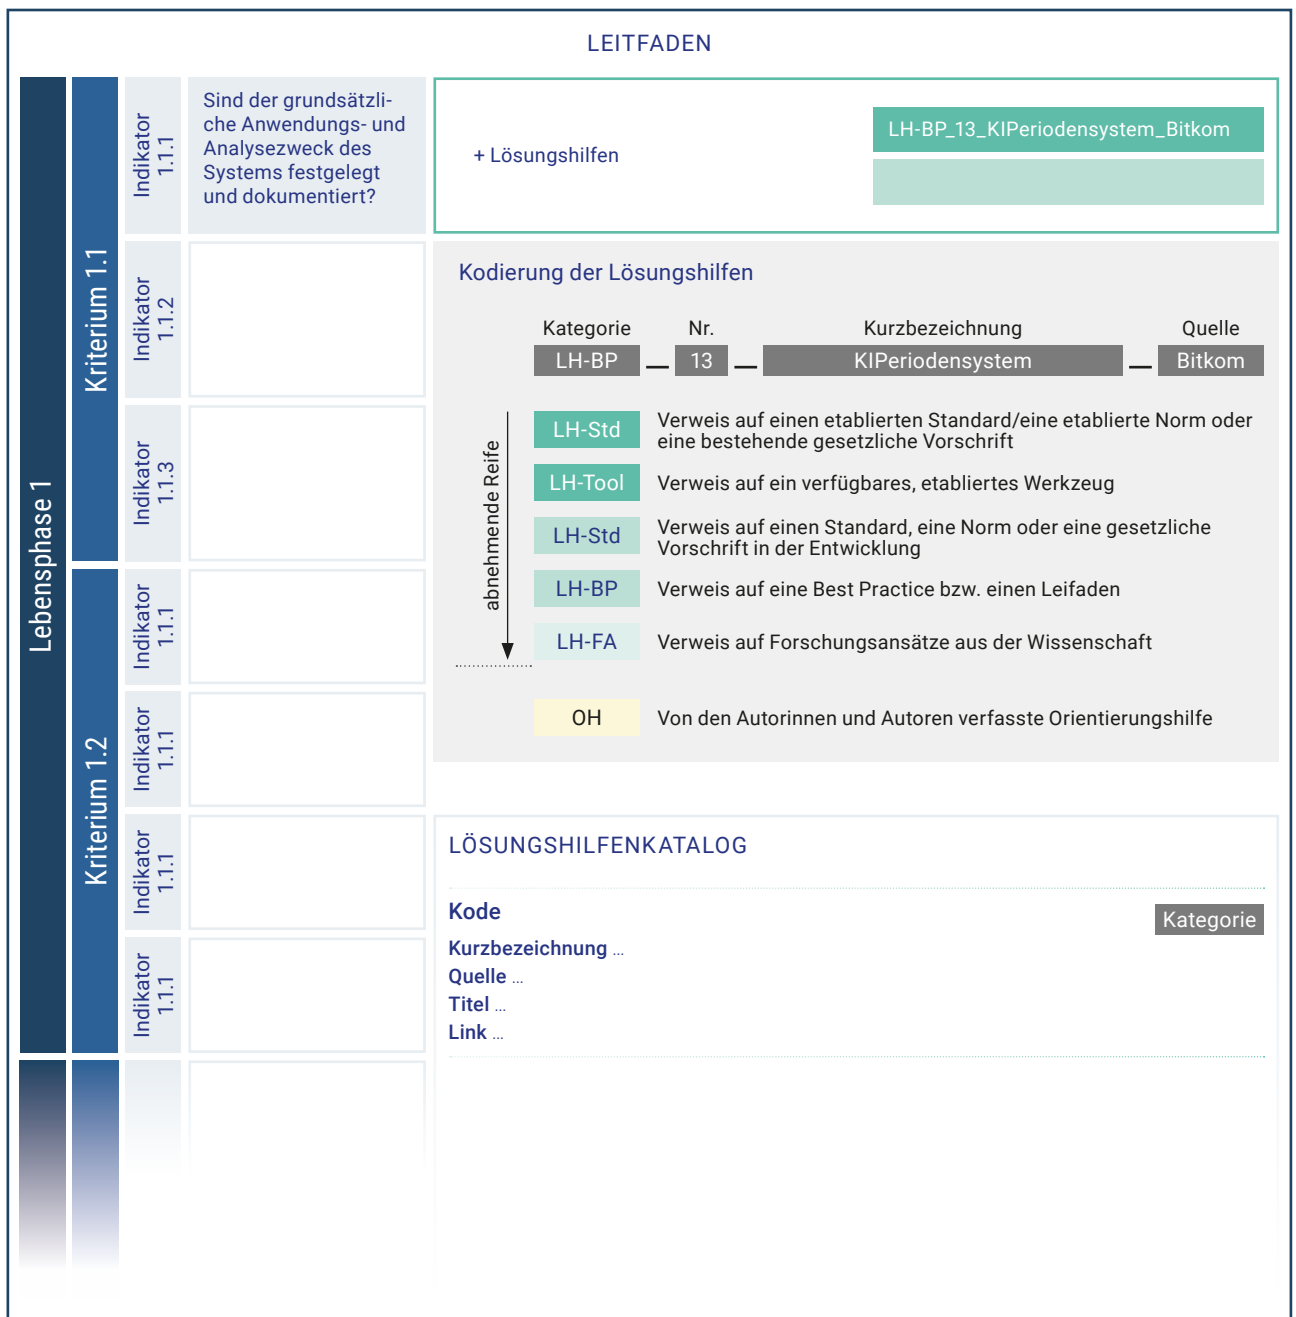 LEITFADEN
Lebensphase 1
Kriterium 1.1
Indikator
1.1.1
Sind der grundsätzli-
che Anwendungs- und
Analysezweck des
Systems festgelegt
und dokumentiert?
+ Lösungshilfen
LH-BP_13_KIPeriodensystem_Bitkom
Indikator
1.1.2
Indikator
1.1.3
Kriterium 1.2
Indikator
1.1.1
Indikator
1.1.1
Indikator
1.1.1
Indikator
1.1.1
Kodierung der Lösungshilfen
Kategorie Nr. Kurzbezeichnung Quelle
LH-BP _ 13 _ KIPeriodensystem _ Bitkom
abnehmende Reife
LH-Std Verweis auf einen etablierten Standard/eine etablierte Norm oder
eine bestehende gesetzliche Vorschrift
LH-Tool Verweis auf ein verfügbares, etabliertes Werkzeug
LH-Std Verweis auf einen Standard, eine Norm oder eine gesetzliche
Vorschrift in der Entwicklung
LH-BP Verweis auf eine Best Practice bzw. einen Leifaden
LH-FA Verweis auf Forschungsansätze aus der Wissenschaft
OH Von den Autorinnen und Autoren verfasste Orientierungshilfe
LÖSUNGSHILFENKATALOG
Kode Kategorie
Kurzbezeichnung ...
Quelle ...
Titel ...
Link ...